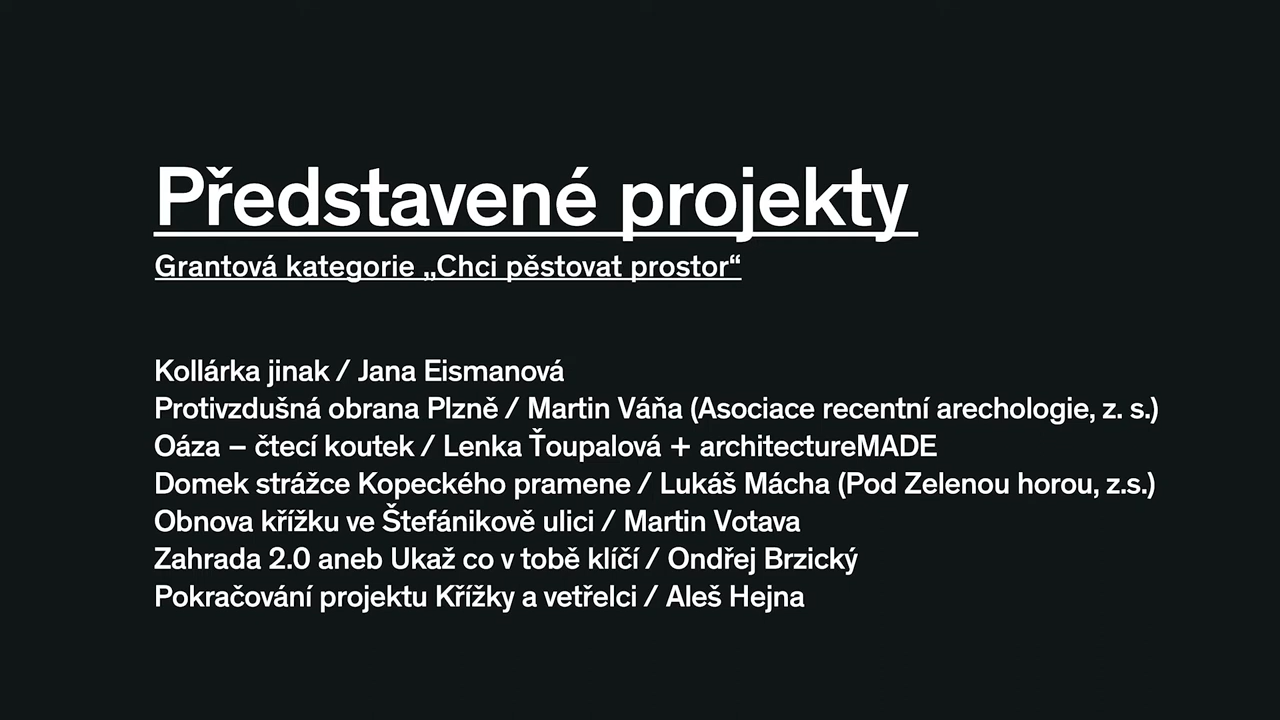 Představené projekty
Grantová kategorie „Chci pěstovat prostor“
Kollárka jinak / Jana Eismanová
Protivzdušná obrana Plzně / Martin Váňa (Asociace recentní arechologie, z. s.)
Oáza – čtecí koutek / Lenka Ťoupalová + architectureMADE
Domek strážce Kopeckého pramene / Lukáš Mácha (Pod Zelenou horou, z.s.)
Obnova křížku ve Štefánikově ulici / Martin Votava
Zahrada 2.0 aneb Ukaž co v tobě klíčí / Ondřej Brzický
Pokračování projektu Křížky a vetřelci / Aleš Hejna